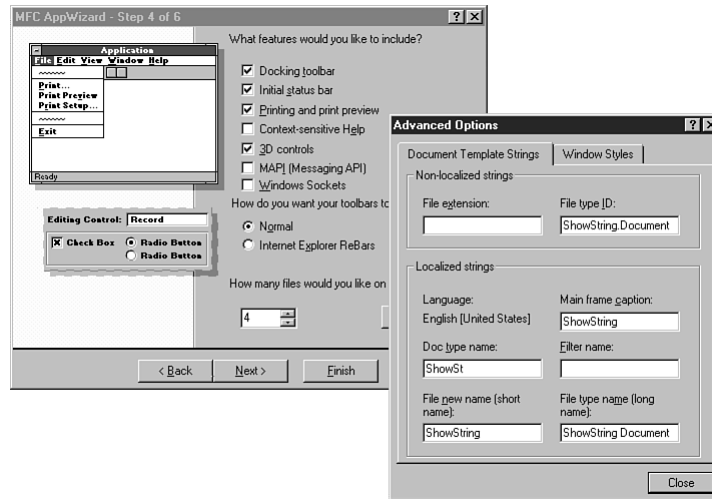 MFC AppWizard - Step 4 of 6
Application
File Edit View Window Help
Print...
Print Preview
Print Setup...
Exit
Ready
Editing Control: Record
Check Box
Radio Button
Radio Button
What features would you like to include?
Docking toolbar
Initial status bar
Printing and print preview
Context-sensitive Help
3D controls
MAPI (Messaging API)
Windows Sockets
How do you want your toolbars to
Normal
Internet Explorer ReBars
How many files would you like on
4
< Back
Next >
Finish
Advanced Options
Document Template Strings
Window Styles
Non-localized strings
File extension:
File type ID:
ShowString.Document
Localized strings
Language:
Main frame caption:
English [United States]
ShowString
Doc type name:
Filter name:
ShowSt
File new name (short
name):
File type name (long
name):
ShowString
ShowString Document
Close